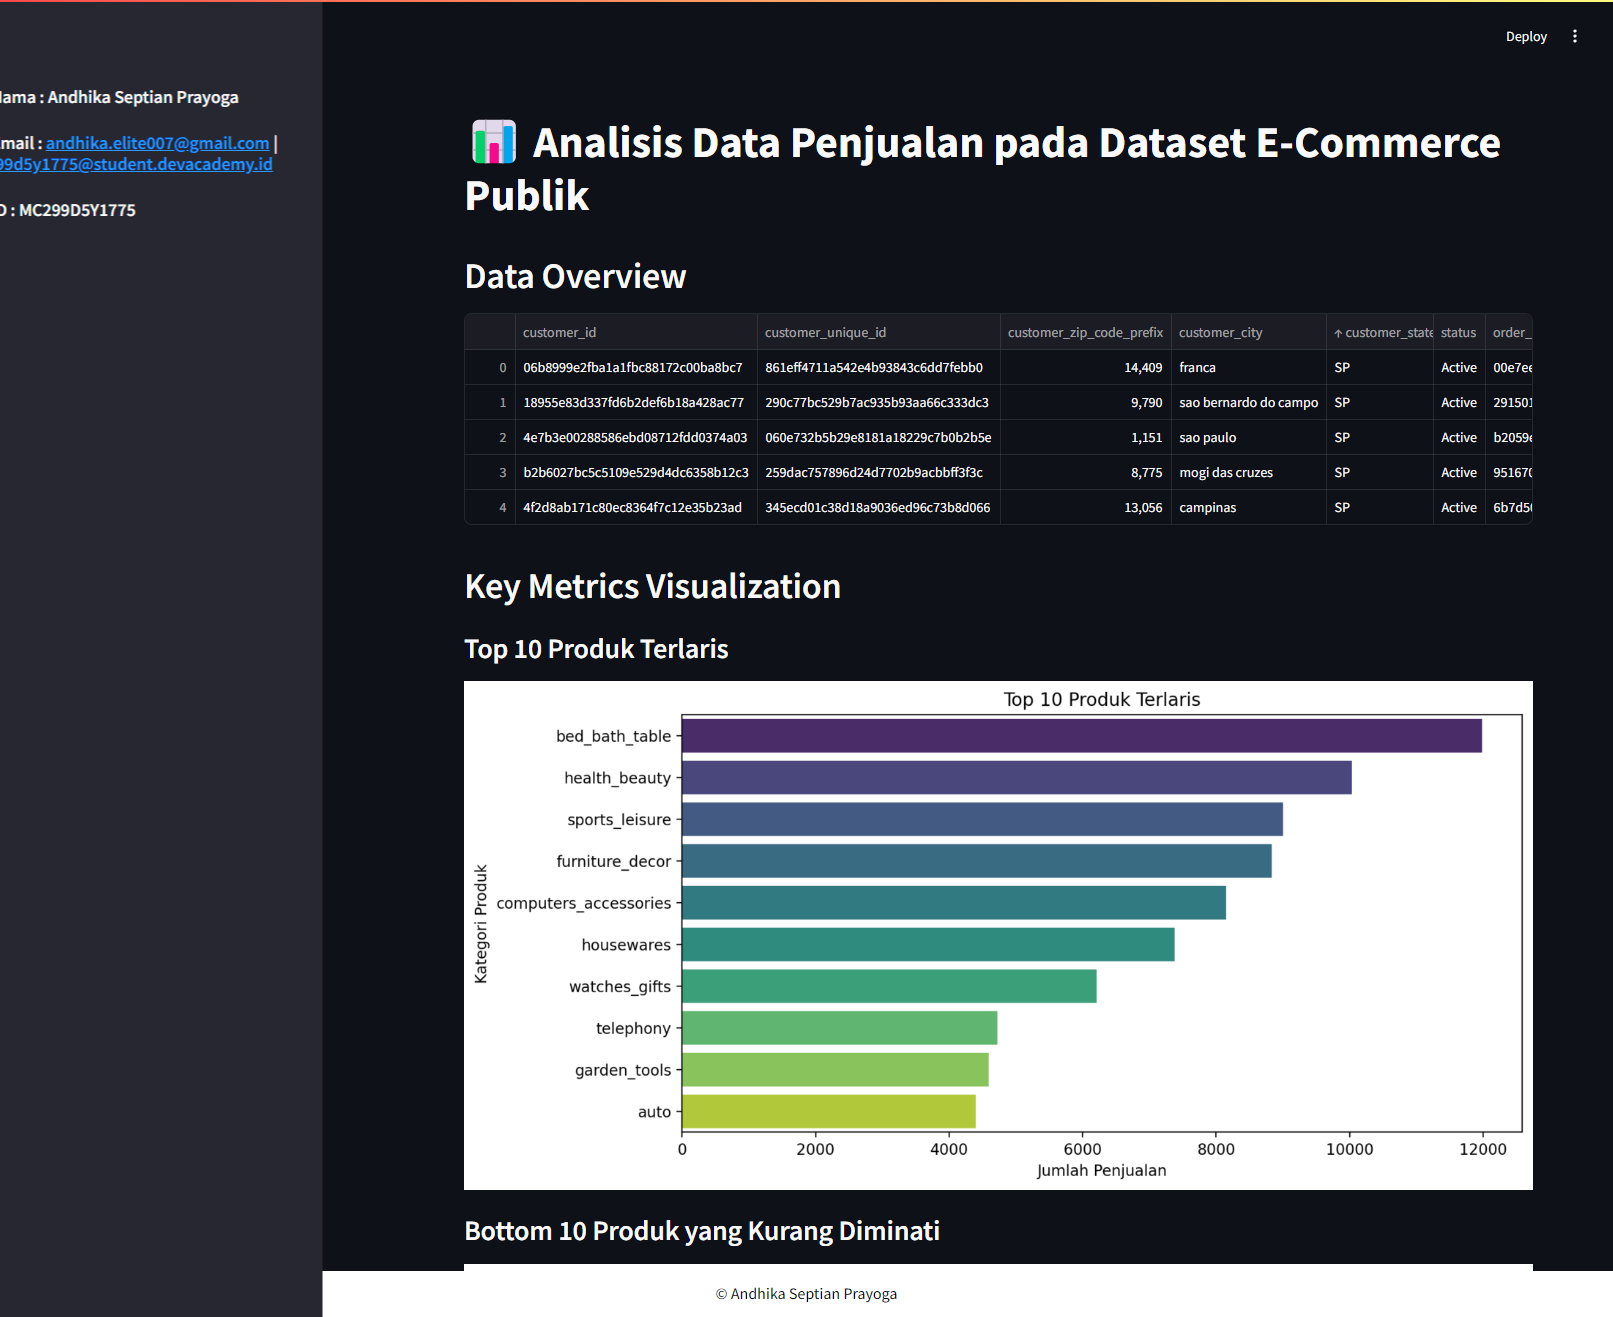 Deploy
ama : Andhika Septian Prayoga
mail : andhika.elite007@gmail.com |
99d5y1775@student.devacademy.id
D : MC299D5Y1775
Analisis Data Penjualan pada Dataset E-Commerce
Publik
Data Overview
customer_id customer_unique_id customer_zip_code_prefix customer_city ↑ customer_state status order_
0 06b8999e2fba1a1fbc88172c00ba8bc7 861eff4711a542e4b93843c6dd7febb0 14,409 franca SP Active 00e7ee
1 18955e83d337fd6b2def6b18a428ac77 290c77bc529b7ac935b93aa66c333dc3 9,790 sao bernardo do campo SP Active 291501
2 4e7b3e00288586ebd08712fdd0374a03 060e732b5b29e8181a18229c7b0b2b5e 1,151 sao paulo SP Active b2059e
3 b2b6027bc5c5109e529d4dc6358b12c3 259dac757896d24d7702b9acbbff3f3c 8,775 mogi das cruzes SP Active 951670
4 4f2d8ab171c80ec8364f7c12e35b23ad 345ecd01c38d18a9036ed96c73b8d066 13,056 campinas SP Active 6b7d50
Key Metrics Visualization
Top 10 Produk Terlaris
Top 10 Produk Terlaris
Kategori Produk
bed_bath_table
health_beauty
sports_leisure
furniture_decor
computers_accessories
housewares
watches_gifts
telephony
garden_tools
auto
0 2000 4000 6000 8000 10000 12000
Jumlah Penjualan
Bottom 10 Produk yang Kurang Diminati
© Andhika Septian Prayoga